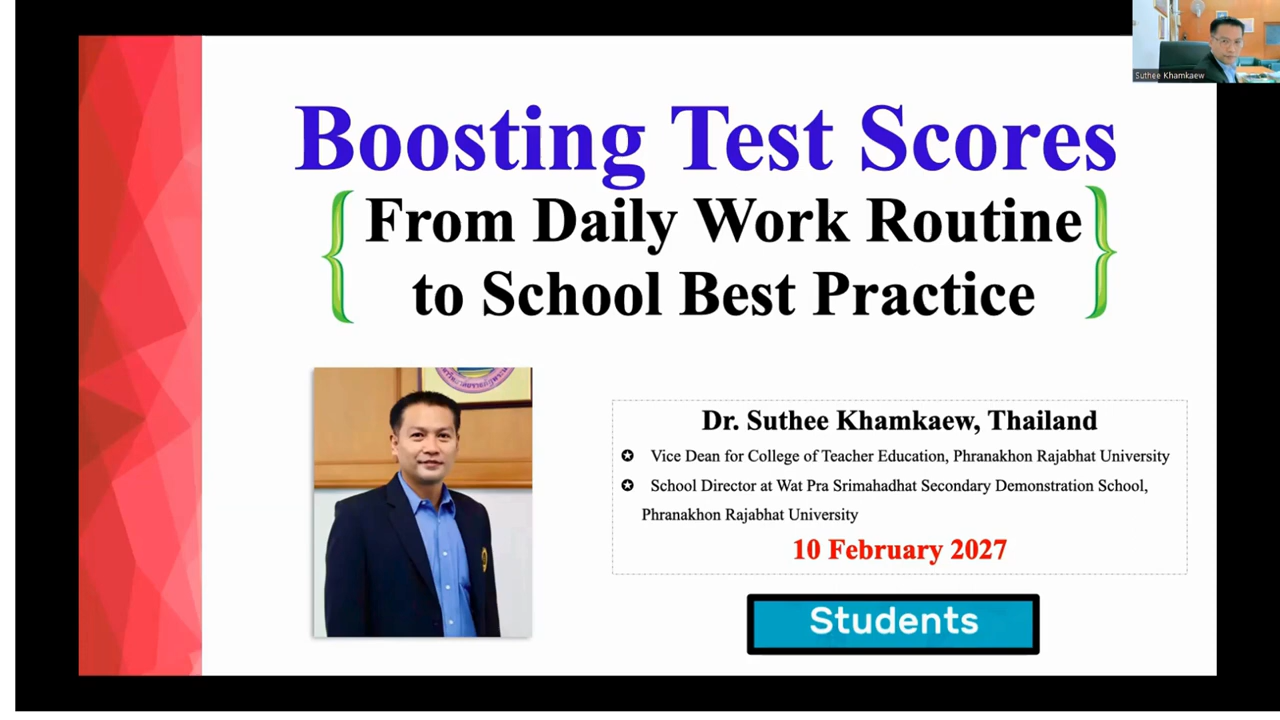 Suthee Khamkaew
Boosting Test Scores
From Daily Work Routine
to School Best Practice
Dr. Suthee Khamkaew, Thailand
Vice Dean for College of Teacher Education, Phranakhon Rajabhat University
School Director at Wat Pra Srimahadhat Secondary Demonstration School,
Phranakhon Rajabhat University
10 February 2027
Students